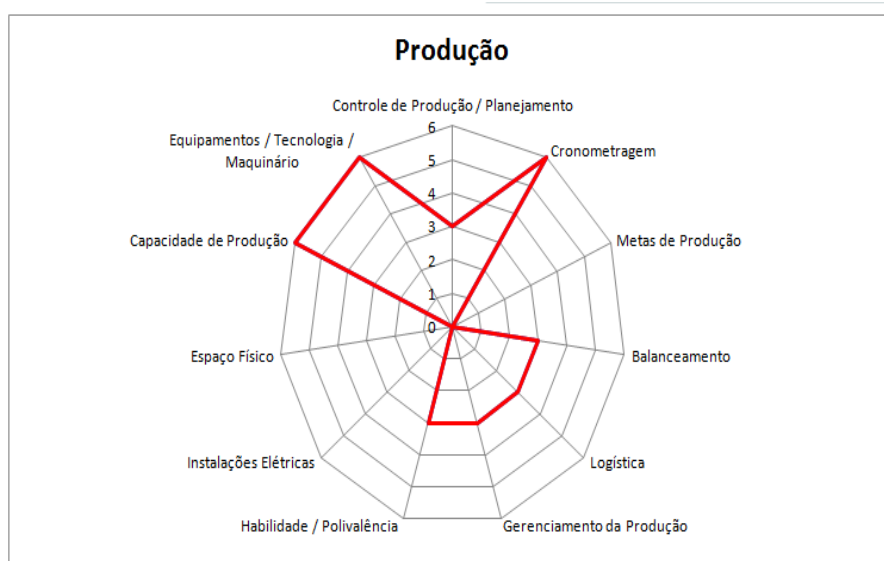 Produção
Controle de Produção / Planejamento
Equipamentos / Tecnologia /
Maquinário
Cronometragem
Capacidade de Produção
Metas de Produção
Espaço Físico
Balanceamento
Instalações Elétricas
Logística
Habilidade / Polivalência
Gerenciamento da Produção
6
5
4
3
2
1
0